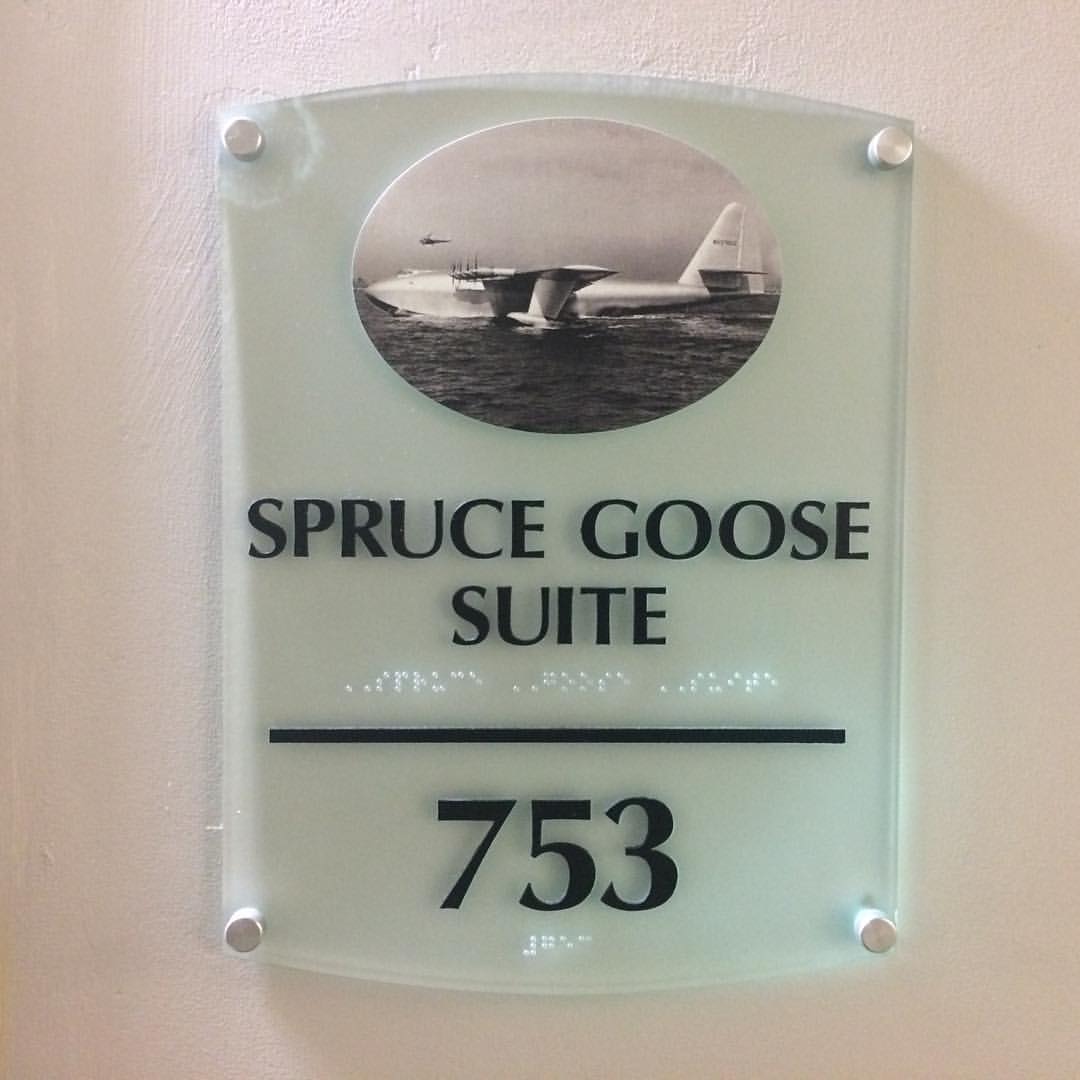 SPRUCE GOOSE
SUITE
⠠⠠⠎⠏⠗⠥⠉⠑ ⠠⠠⠛⠕⠕⠎⠑ ⠠⠠⠎⠥⠊⠞⠑
753
⠼⠛⠑⠉